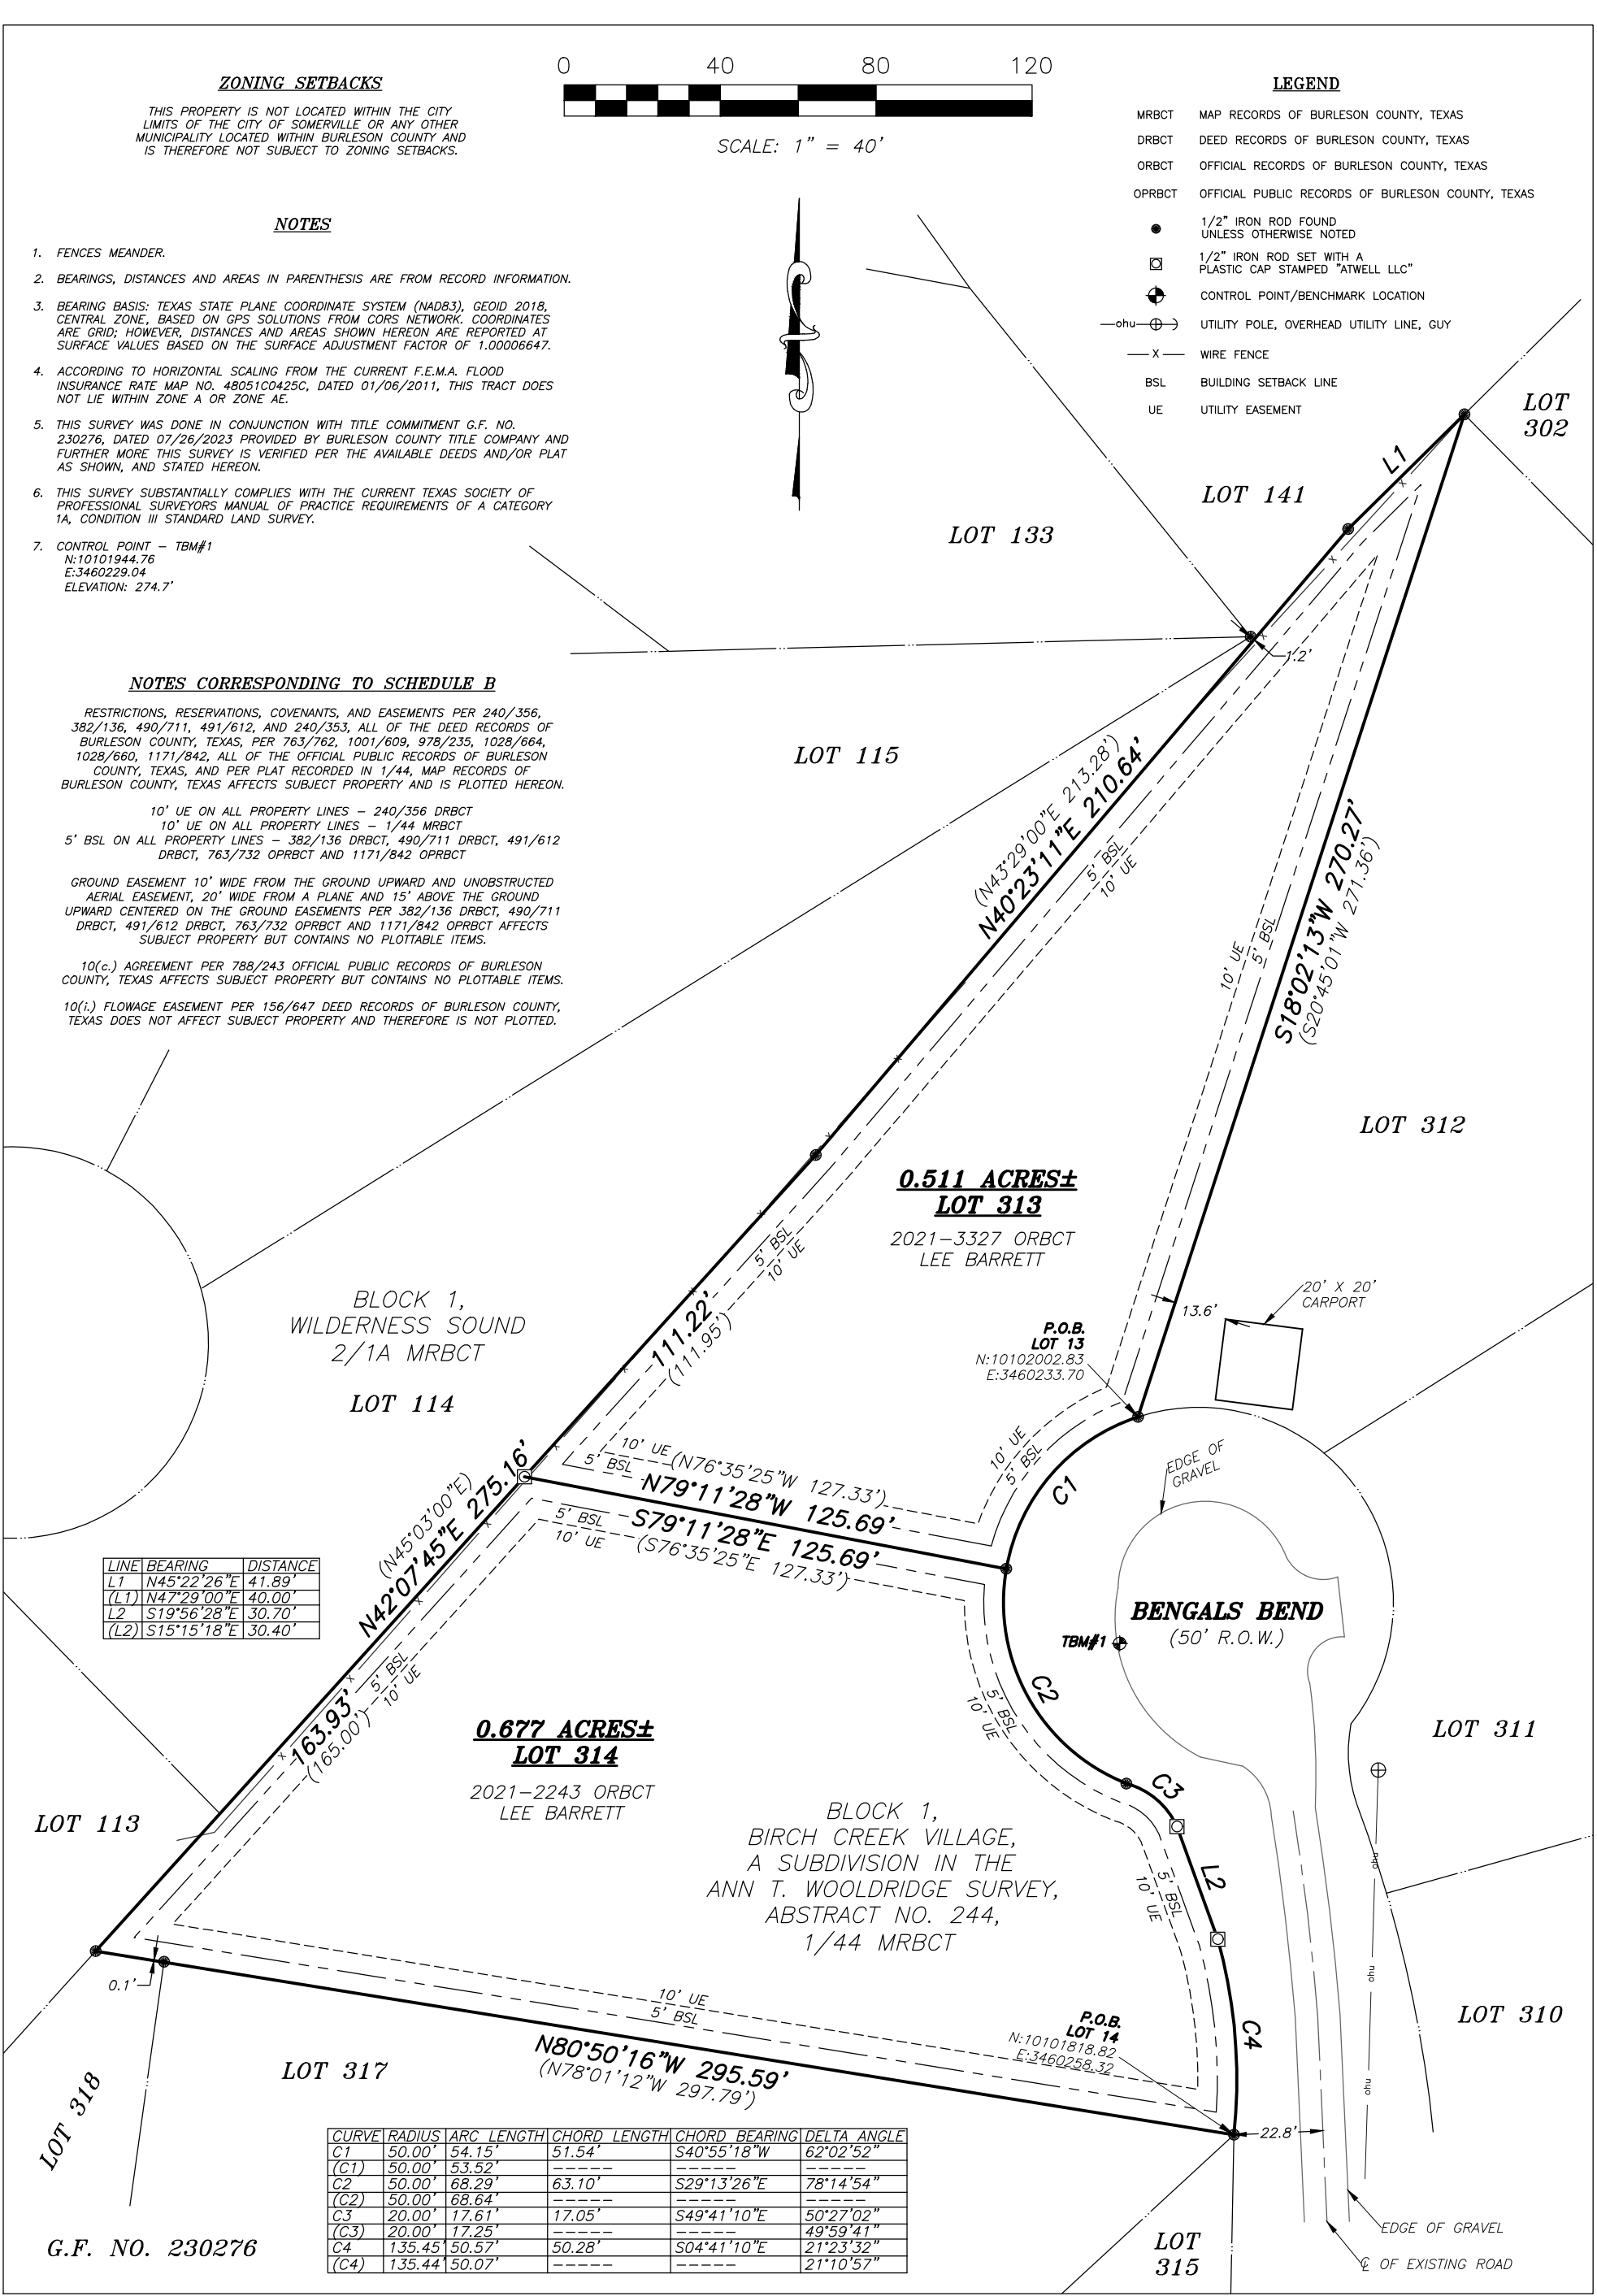 ZONING SETBACKS
THIS PROPERTY IS NOT LOCATED WITHIN THE CITY
LIMITS OF THE CITY OF SOMERVILLE OR ANY OTHER
MUNICIPALITY LOCATED WITHIN BURLESON COUNTY AND
IS THEREFORE NOT SUBJECT TO ZONING SETBACKS.
0 40 80 120
SCALE: 1" = 40'
LEGEND
MRBCT MAP RECORDS OF BURLESON COUNTY, TEXAS
DRBCT DEED RECORDS OF BURLESON COUNTY, TEXAS
ORBCT OFFICIAL RECORDS OF BURLESON COUNTY, TEXAS
OPRBCT OFFICIAL PUBLIC RECORDS OF BURLESON COUNTY, TEXAS
1/2" IRON ROD FOUND
UNLESS OTHERWISE NOTED
1/2" IRON ROD SET WITH A
PLASTIC CAP STAMPED "ATWELL LLC"
CONTROL POINT/BENCHMARK LOCATION
ohu UTILITY POLE, OVERHEAD UTILITY LINE, GUY
X WIRE FENCE
BSL BUILDING SETBACK LINE
UE UTILITY EASEMENT
NOTES
1. FENCES MEANDER.
2. BEARINGS, DISTANCES AND AREAS IN PARENTHESIS ARE FROM RECORD INFORMATION.
3. BEARING BASIS: TEXAS STATE PLANE COORDINATE SYSTEM (NAD83), GEOID 2018,
CENTRAL ZONE, BASED ON GPS SOLUTIONS FROM CORS NETWORK. COORDINATES
ARE GRID; HOWEVER, DISTANCES AND AREAS SHOWN HEREON ARE REPORTED AT
SURFACE VALUES BASED ON THE SURFACE ADJUSTMENT FACTOR OF 1.00006647.
4. ACCORDING TO HORIZONTAL SCALING FROM THE CURRENT F.E.M.A. FLOOD
INSURANCE RATE MAP NO. 48051C0425C, DATED 01/06/2011, THIS TRACT DOES
NOT LIE WITHIN ZONE A OR ZONE AE.
5. THIS SURVEY WAS DONE IN CONJUNCTION WITH TITLE COMMITMENT G.F. NO.
230276, DATED 07/26/2023 PROVIDED BY BURLESON COUNTY TITLE COMPANY AND
FURTHER MORE THIS SURVEY IS VERIFIED PER THE AVAILABLE DEEDS AND/OR PLAT
AS SHOWN, AND STATED HEREON.
6. THIS SURVEY SUBSTANTIALLY COMPLIES WITH THE CURRENT TEXAS SOCIETY OF
PROFESSIONAL SURVEYORS MANUAL OF PRACTICE REQUIREMENTS OF A CATEGORY
1A, CONDITION III STANDARD LAND SURVEY.
7. CONTROL POINT – TBM#1
N:10101944.76
E:3460229.04
ELEVATION: 274.7'
NOTES CORRESPONDING TO SCHEDULE B
RESTRICTIONS, RESERVATIONS, COVENANTS, AND EASEMENTS PER 240/356,
382/136, 490/711, 491/612, AND 240/353, ALL OF THE DEED RECORDS OF
BURLESON COUNTY, TEXAS, PER 763/762, 1001/609, 978/235, 1028/664,
1028/660, 1171/842, ALL OF THE OFFICIAL PUBLIC RECORDS OF BURLESON
COUNTY, TEXAS, AND PER PLAT RECORDED IN 1/44, MAP RECORDS OF
BURLESON COUNTY, TEXAS AFFECTS SUBJECT PROPERTY AND IS PLOTTED HEREON.
10' UE ON ALL PROPERTY LINES – 240/356 DRBCT
10' UE ON ALL PROPERTY LINES – 1/44 MRBCT
5' BSL ON ALL PROPERTY LINES – 382/136 DRBCT, 490/711 DRBCT, 491/612
DRBCT, 763/732 OPRBCT AND 1171/842 OPRBCT
GROUND EASEMENT 10' WIDE FROM THE GROUND UPWARD AND UNOBSTRUCTED
AERIAL EASEMENT, 20' WIDE FROM A PLANE AND 15' ABOVE THE GROUND
UPWARD CENTERED ON THE GROUND EASEMENTS PER 382/136 DRBCT, 490/711
DRBCT, 491/612 DRBCT, 763/732 OPRBCT AND 1171/842 OPRBCT AFFECTS
SUBJECT PROPERTY BUT CONTAINS NO PLOTTABLE ITEMS.
10(c.) AGREEMENT PER 788/243 OFFICIAL PUBLIC RECORDS OF BURLESON
COUNTY, TEXAS AFFECTS SUBJECT PROPERTY BUT CONTAINS NO PLOTTABLE ITEMS.
10(i.) FLOWAGE EASEMENT PER 156/647 DEED RECORDS OF BURLESON COUNTY,
TEXAS DOES NOT AFFECT SUBJECT PROPERTY AND THEREFORE IS NOT PLOTTED.
LOT
302
L1
LOT 141
LOT 133
1.2'
LOT 115
(N43°29'00"E 213.28')
N40°23'11"E 210.64'
5' BSL
10' UE
10' UE
5' BSL
S18°02'13"W 270.27'
(S20°45'01"W 271.36')
LOT 312
0.511 ACRES±
LOT 313
2021–3327 ORBCT
LEE BARRETT
5' BSL
10' UE
111.22'
(111.95')
BLOCK 1,
WILDERNESS SOUND
2/1A MRBCT
LOT 114
20' X 20'
CARPORT
13.6'
P.O.B.
LOT 13
N:10102002.83
E:3460233.70
10' UE
5' BSL
C1
EDGE OF
GRAVEL
10' UE (N76°35'25"W 127.33')
5' BSL N79°11'28"W 125.69'
5' BSL S79°11'28"E 125.69'
10' UE (S76°35'25"E 127.33')
(N45°03'00"E)
N42°07'45"E 275.16'
LINE BEARING DISTANCE
L1 N45°22'26"E 41.89'
(L1) N47°29'00"E 40.00'
L2 S19°56'28"E 30.70'
(L2) S15°15'18"E 30.40'
BENGALS BEND
(50' R.O.W.)
TBM#1
C2
5' BSL
10' UE
5' BSL
10' UE
163.93'
(165.00')
0.677 ACRES±
LOT 314
2021–2243 ORBCT
LEE BARRETT
LOT 311
LOT 113
C3
BLOCK 1,
BIRCH CREEK VILLAGE,
A SUBDIVISION IN THE
ANN T. WOOLDRIDGE SURVEY,
ABSTRACT NO. 244,
1/44 MRBCT
L2
5' BSL
10' UE
ohu
ohu
ohu
0.1'
10' UE
5' BSL
LOT 310
C4
P.O.B.
LOT 14
N:10101818.82
E:3460258.32
N80°50'16"W 295.59'
(N78°01'12"W 297.79')
LOT 317
LOT 318
22.8'
CURVE RADIUS ARC LENGTH CHORD LENGTH CHORD BEARING DELTA ANGLE
C1 50.00' 54.15' 51.54' S40°55'18"W 62°02'52"
(C1) 50.00' 53.52' ––––– ––––– –––––
C2 50.00' 68.29' 63.10' S29°13'26"E 78°14'54"
(C2) 50.00' 68.64' ––––– ––––– –––––
C3 20.00' 17.61' 17.05' S49°41'10"E 50°27'02"
(C3) 20.00' 17.25' ––––– ––––– 49°59'41"
C4 135.45' 50.57' 50.28' S04°41'10"E 21°23'32"
(C4) 135.44' 50.07' ––––– ––––– 21°10'57"
G.F. NO. 230276
LOT
315
EDGE OF GRAVEL
℄ OF EXISTING ROAD